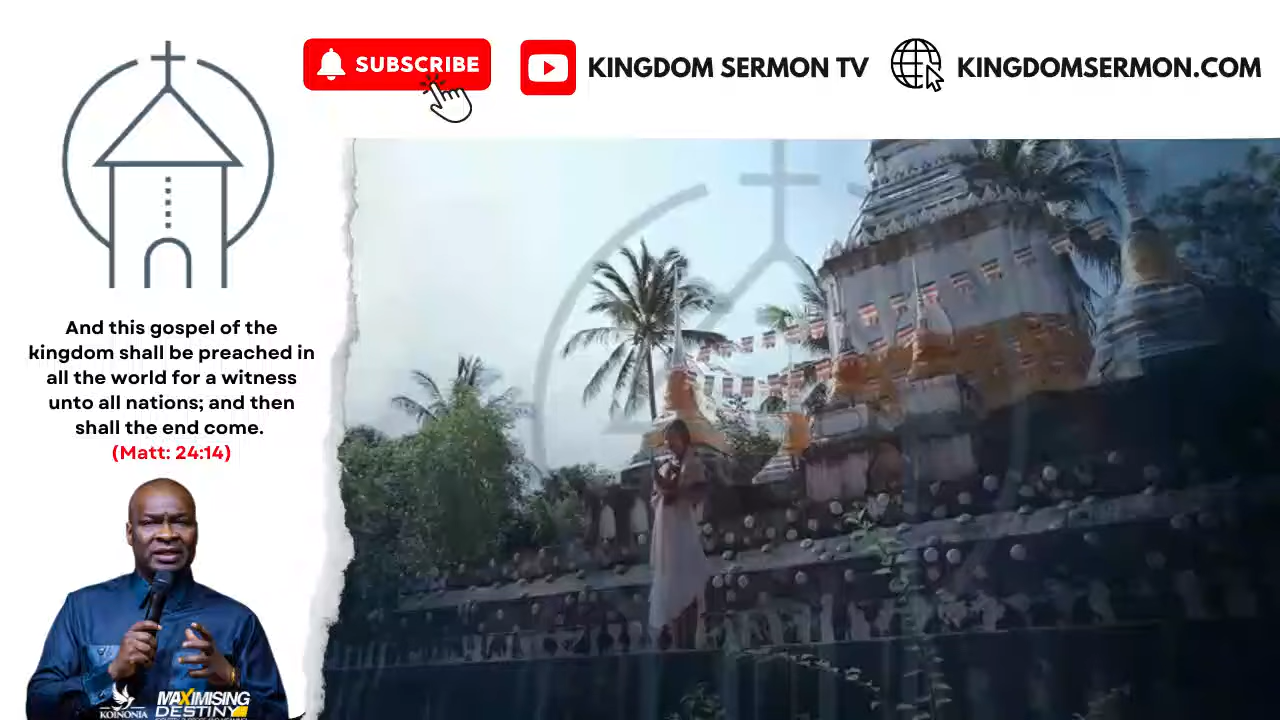 SUBSCRIBE
KINGDOM SERMON TV
KINGDOMSERMON.COM
And this gospel of the
kingdom shall be preached in
all the world for a witness
unto all nations; and then
shall the end come.
(Matt: 24:14)
KOINONIA
MAXIMISING
DESTINY